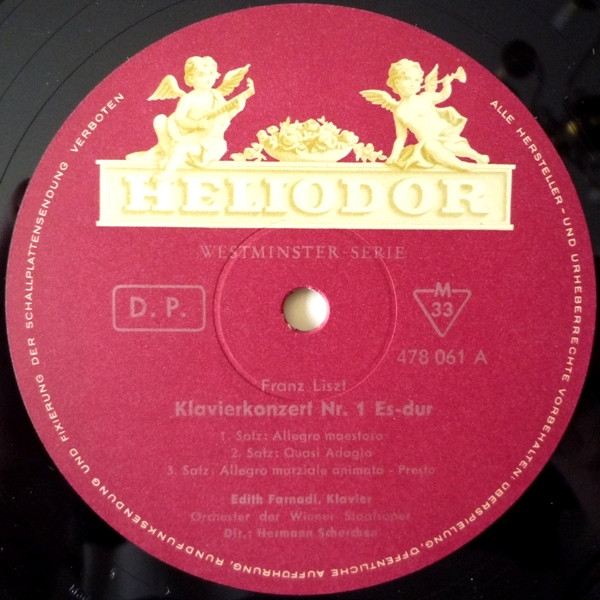 HELIODOR
WESTMINSTER-SERIE
D. P.
M
33
478 061 A
Franz Liszt
Klavierkonzert Nr. 1 Es-dur
1. Satz: Allegro maestoso
2. Satz: Quasi Adagio
3. Satz: Allegro marziale animato - Presto
Edith Farnadi, Klavier
Orchester der Wiener Staatsoper
Dir.: Hermann Scherchen
ALLE HERSTELLER- UND URHEBERRECHTE VORBEHALTEN! ÜBERSPIELUNG, ÖFFENTLICHE AUFFÜHRUNG, RUNDFUNKSENDUNG UND FIXIERUNG DER SCHALLPLATTENSENDUNG VERBOTEN